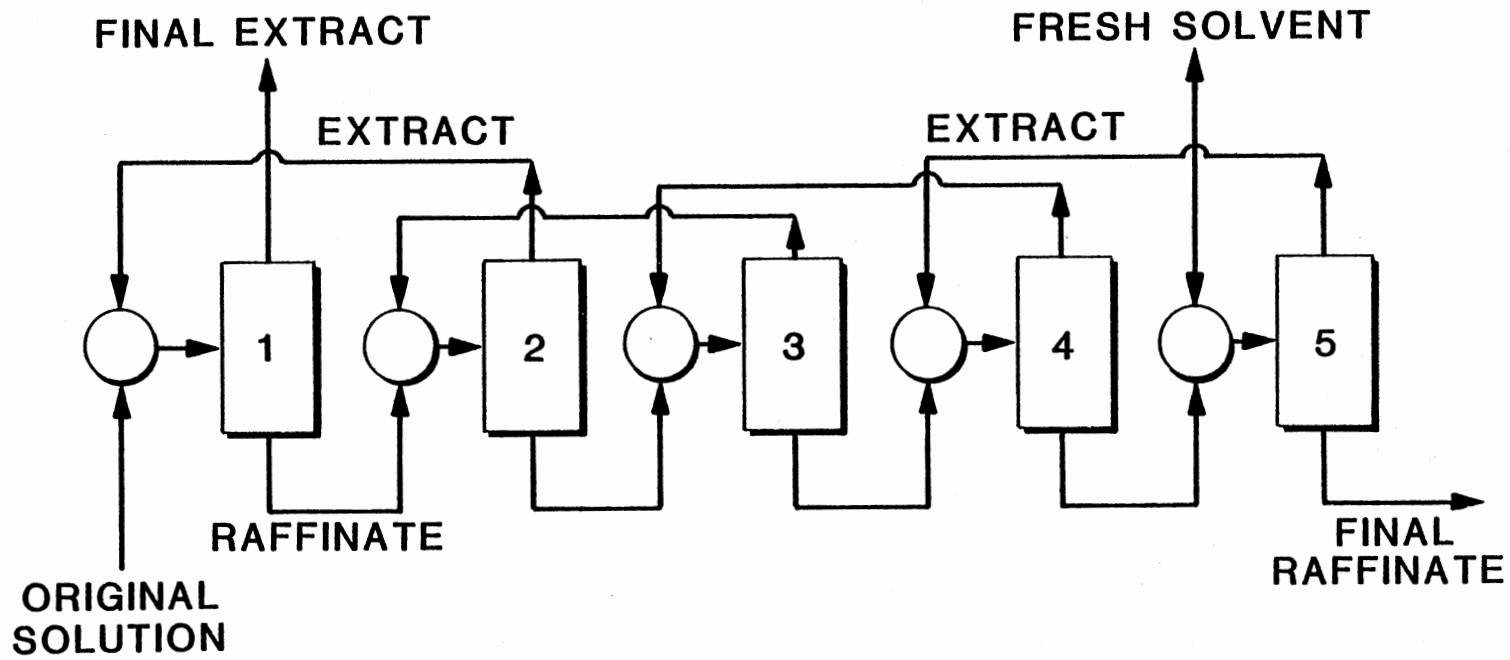 FINAL EXTRACT
FRESH SOLVENT
EXTRACT
EXTRACT
1
2
3
4
5
RAFFINATE
FINAL
RAFFINATE
ORIGINAL
SOLUTION